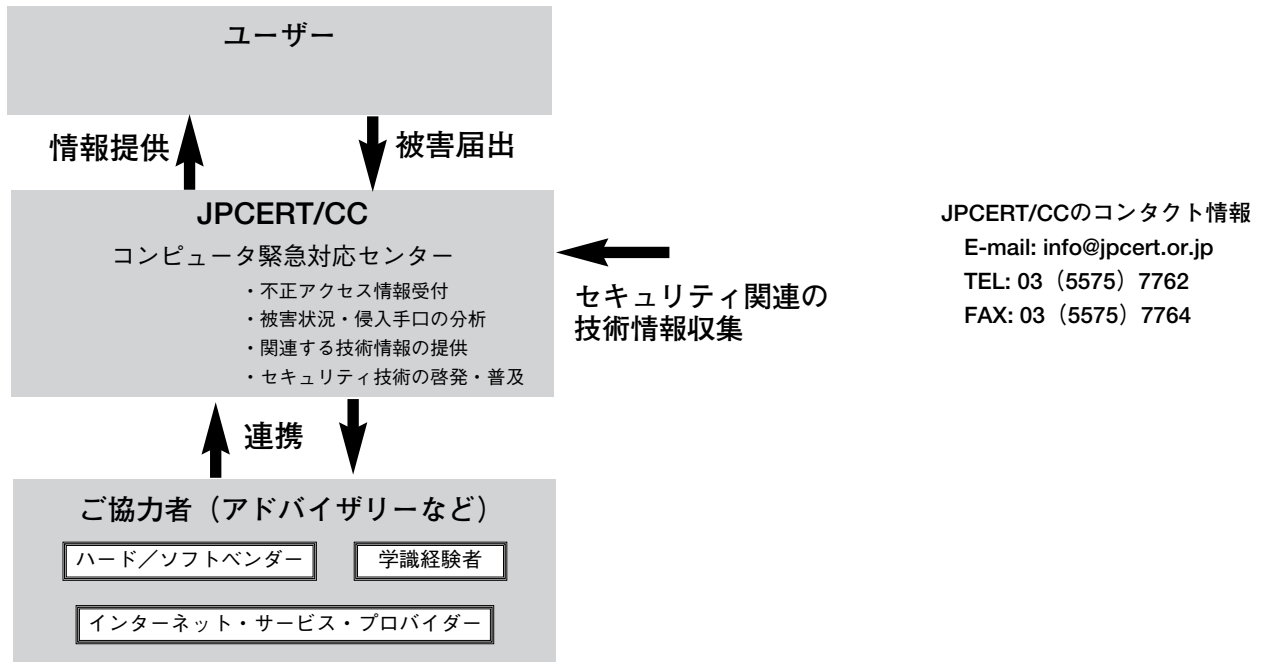 ユーザー
情報提供
被害届出
JPCERT/CC
コンピュータ緊急対応センター
・不正アクセス情報受付
・被害状況・侵入手口の分析
・関連する技術情報の提供
・セキュリティ技術の啓発・普及
セキュリティ関連の
技術情報収集
連携
ご協力者（アドバイザリーなど）
ハード／ソフトベンダー
学識経験者
インターネット・サービス・プロバイダー
JPCERT/CCのコンタクト情報
E-mail: info@jpcert.or.jp
TEL: 03（5575）7762
FAX: 03（5575）7764